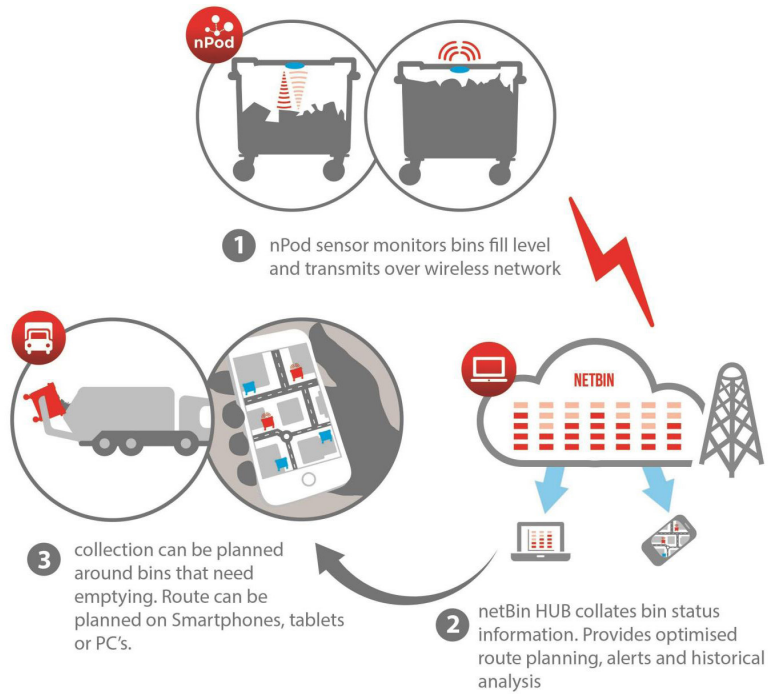 nPod
1
nPod sensor monitors bins fill level
and transmits over wireless network
NETBIN
2
netBin HUB collates bin status
information. Provides optimised
route planning, alerts and historical
analysis
3
collection can be planned
around bins that need
emptying. Route can be
planned on Smartphones, tablets
or PC's.